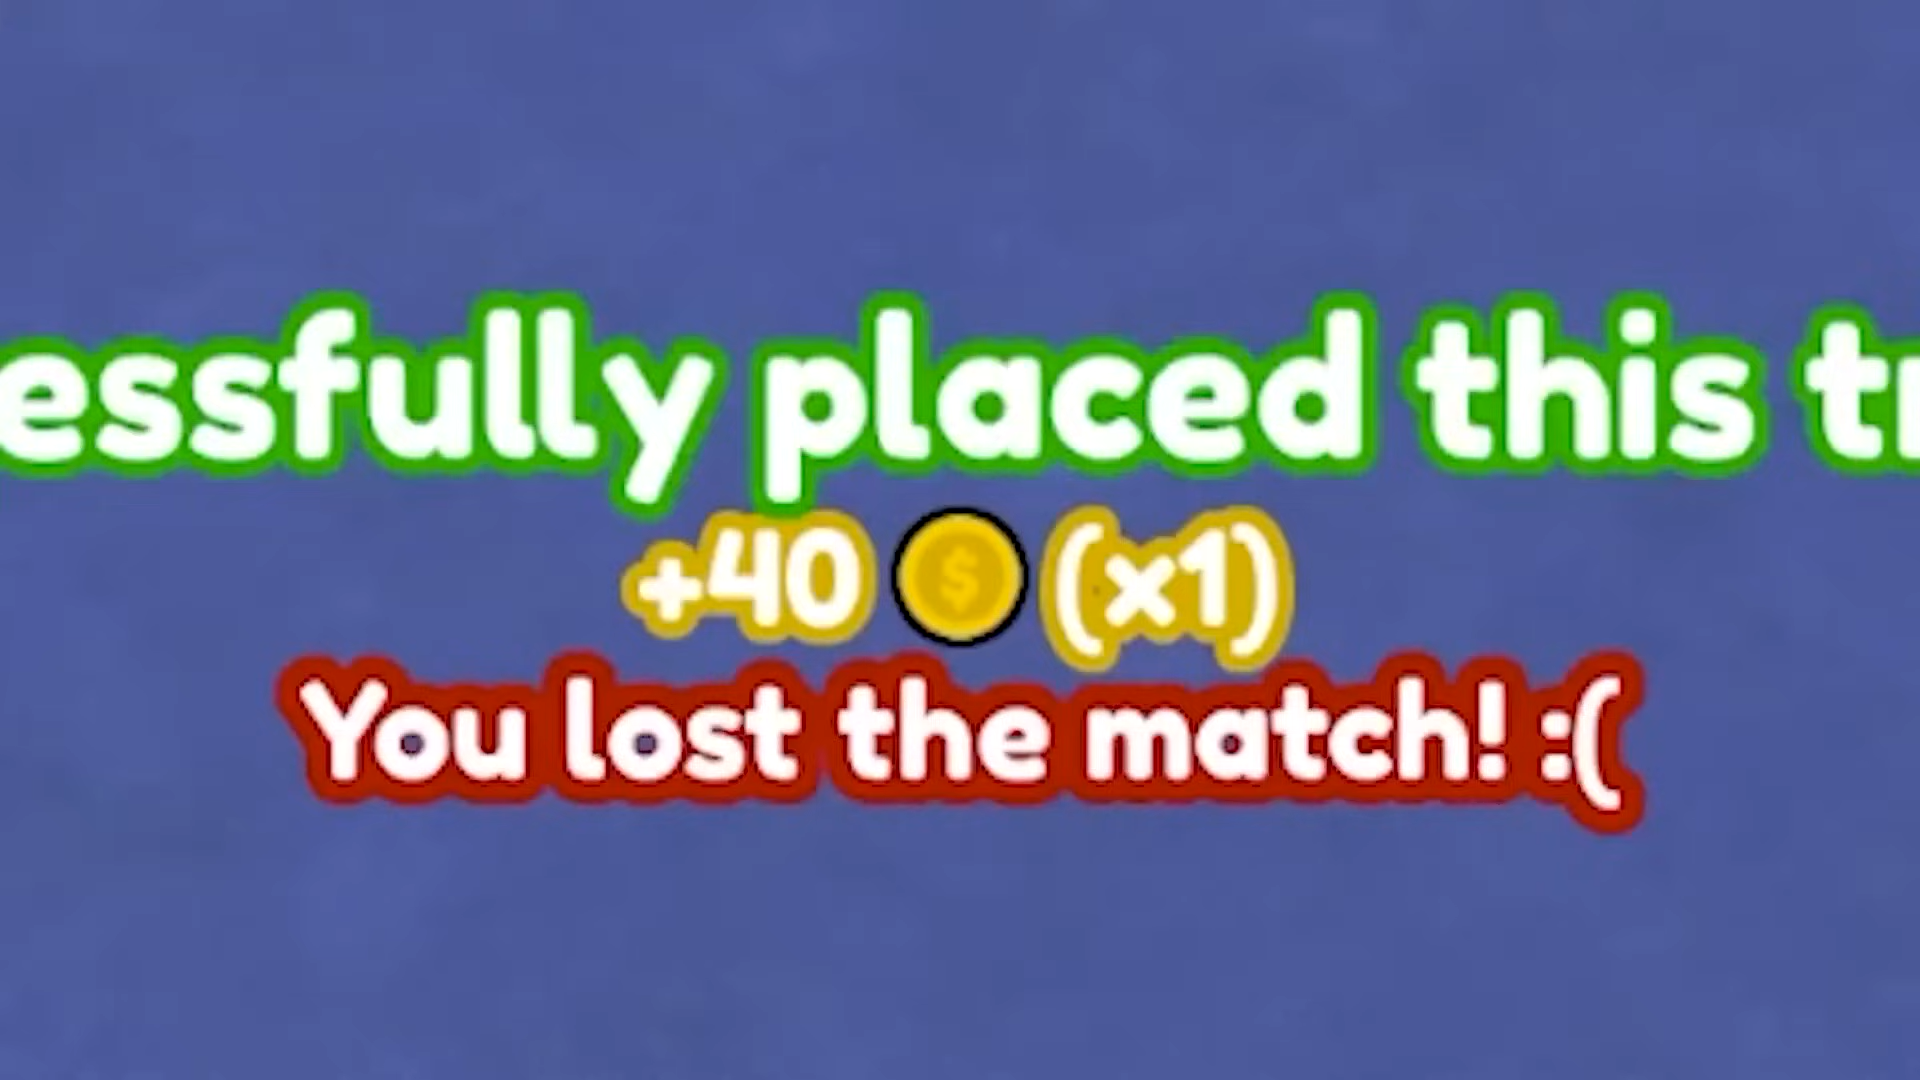 essfully placed this tr
+40 $ (x1)
You lost the match! :(